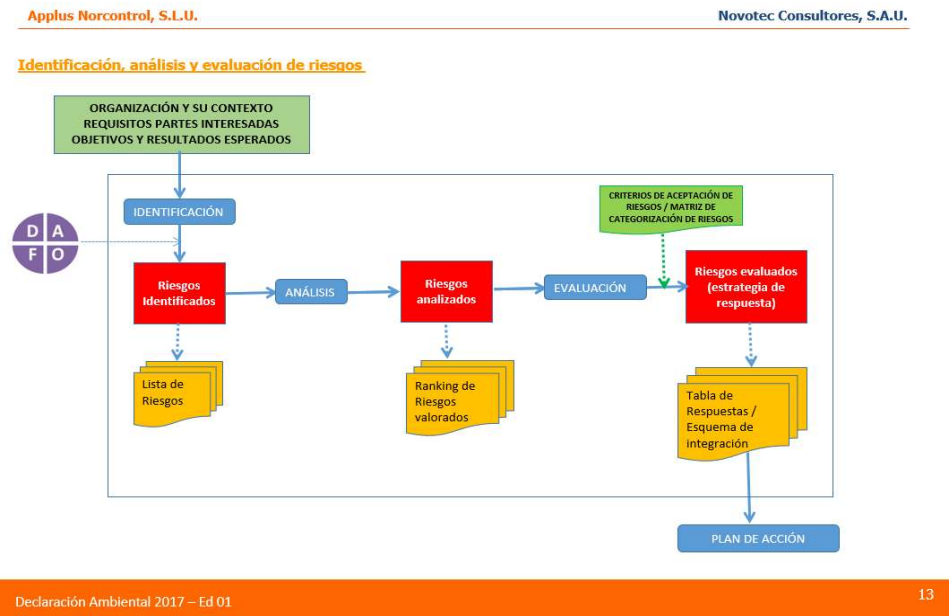 Applus Norcontrol, S.L.U.
Novotec Consultores, S.A.U.
Identificación, análisis y evaluación de riesgos
ORGANIZACIÓN Y SU CONTEXTO
REQUISITOS PARTES INTERESADAS
OBJETIVOS Y RESULTADOS ESPERADOS
IDENTIFICACIÓN
CRITERIOS DE ACEPTACIÓN DE
RIESGOS / MATRIZ DE
CATEGORIZACIÓN DE RIESGOS
D A
F O
Riesgos
Identificados
ANÁLISIS
Riesgos
analizados
EVALUACIÓN
Riesgos evaluados
(estrategia de
respuesta)
Lista de
Riesgos
Ranking de
Riesgos
valorados
Tabla de
Respuestas /
Esquema de
integración
PLAN DE ACCIÓN
Declaración Ambiental 2017 – Ed 01
13